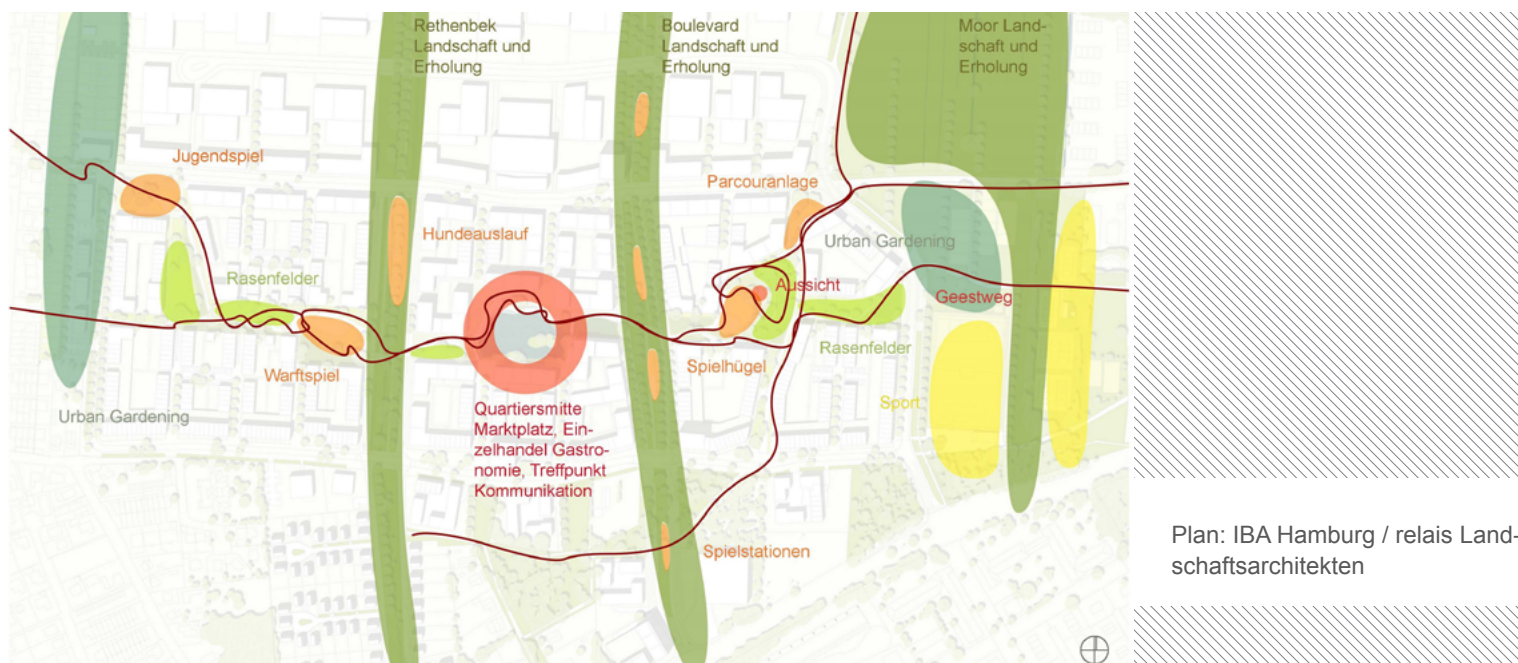 Rethenbek
Landschaft und
Erholung
Boulevard
Landschaft und
Erholung
Moor Land-
schaft und
Erholung
Jugendspiel
Parcouranlage
Hundeauslauf
Urban Gardening
Rasenfelder
Aussicht
Geestweg
Rasenfelder
Warftspiel
Spielhügel
Urban Gardening
Sport
Quartiersmitte
Marktplatz, Ein-
zelhandel Gastro-
nomie, Treffpunkt
Kommunikation
Spielstationen
Plan: IBA Hamburg / relais Land-
schaftsarchitekten